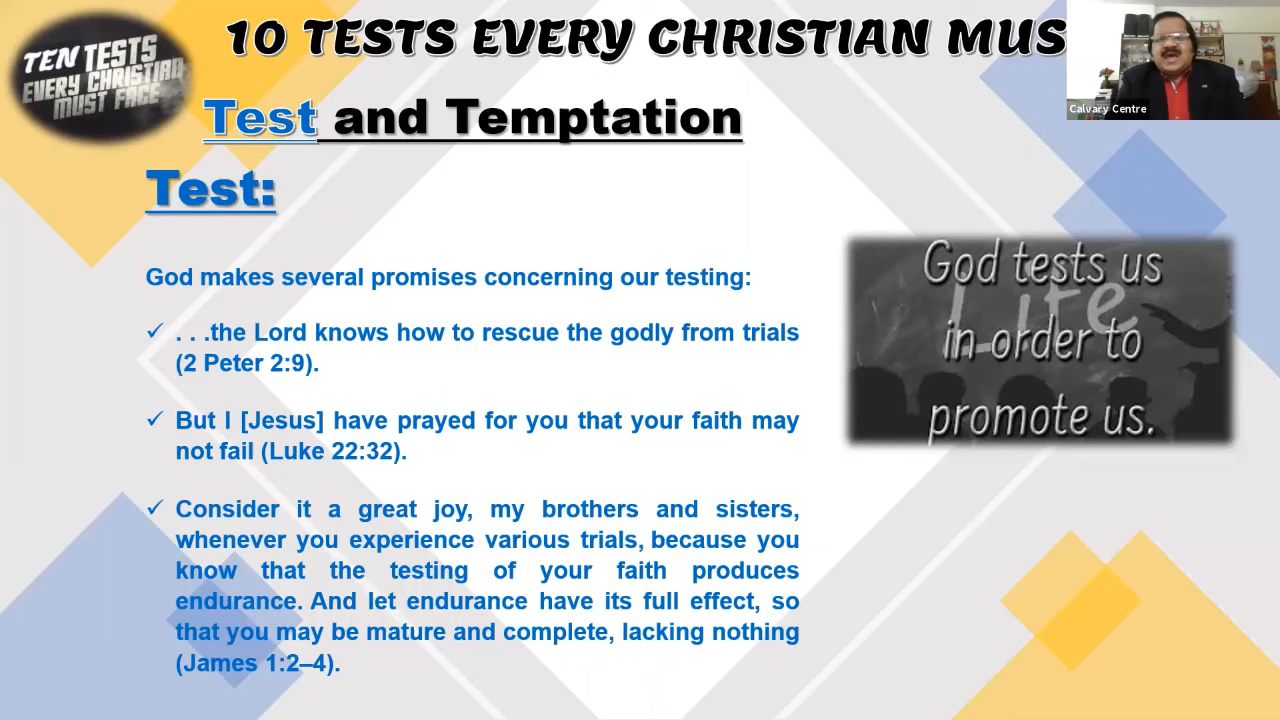 TEN TESTS
EVERY CHRISTIAN
MUST FACE
10 TESTS EVERY CHRISTIAN MUS
Calvary Centre
Test and Temptation
Test:
God makes several promises concerning our testing:
✓ . . .the Lord knows how to rescue the godly from trials
(2 Peter 2:9).
✓ But I [Jesus] have prayed for you that your faith may
not fail (Luke 22:32).
✓ Consider it a great joy, my brothers and sisters,
whenever you experience various trials, because you
know that the testing of your faith produces
endurance. And let endurance have its full effect, so
that you may be mature and complete, lacking nothing
(James 1:2–4).
God tests us
Life
in order to
promote us.